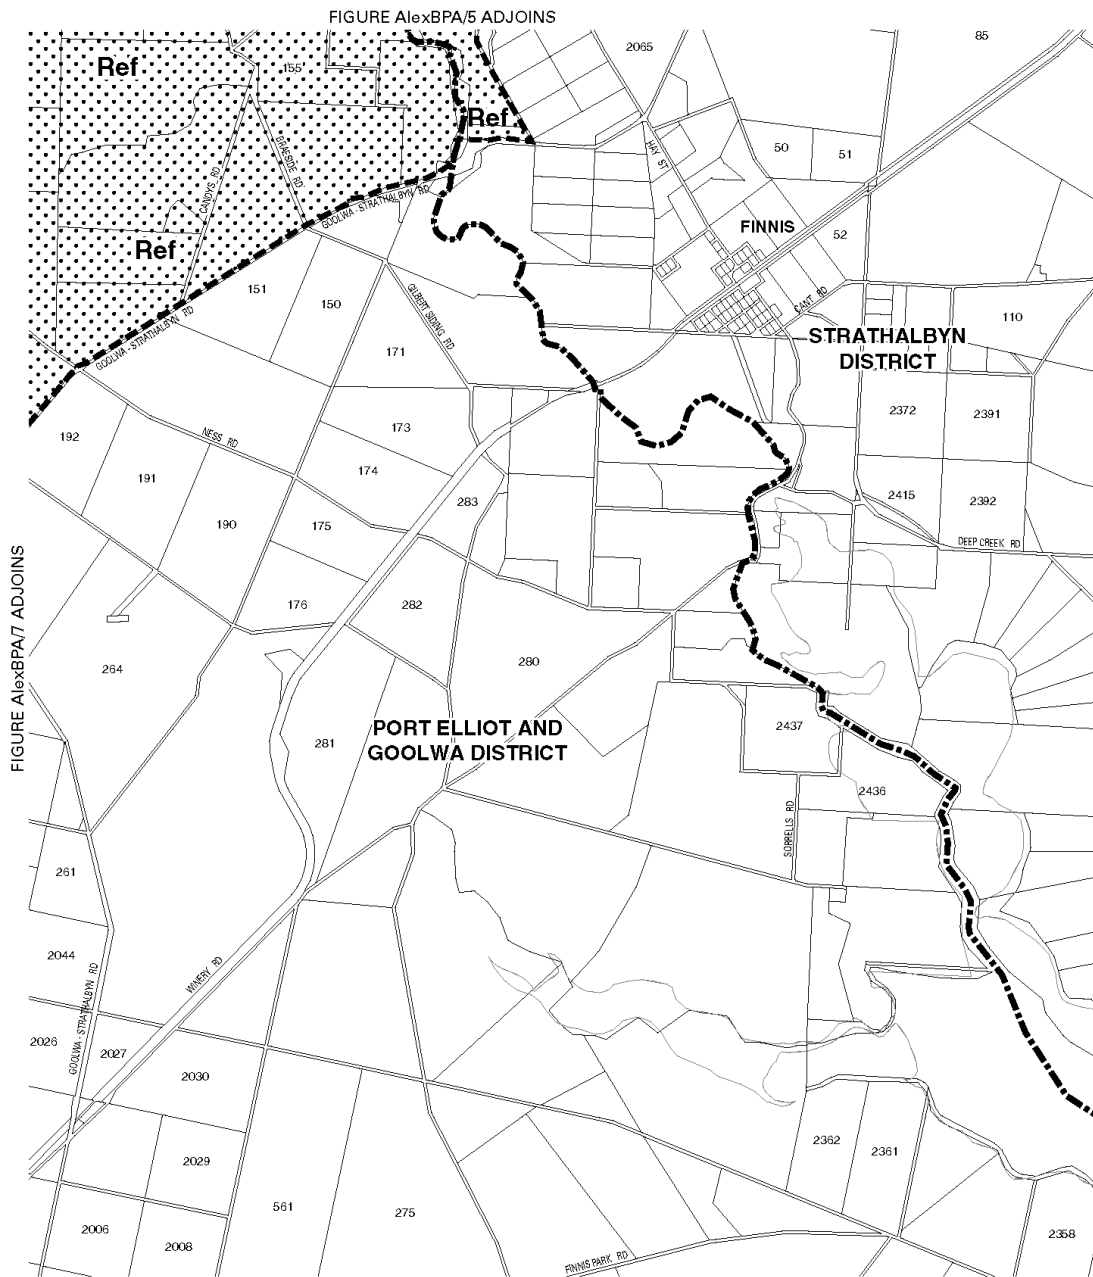 FIGURE AlexBPA/5 ADJOINS
2065
85
Ref
155
Ref
HAY ST
50
51
BRAESIDE RD
CANDYS RD
GOOLWA - STRATHALBYN RD
FINNIS
52
Ref
151
150
GILBERT SIDING RD
CANT RD
110
GOOLWA - STRATHALBYN RD
STRATHALBYN
DISTRICT
171
2372
2391
173
192
NESS RD
191
174
283
2415
2392
190
175
DEEP CREEK RD
FIGURE AlexBPA/7 ADJOINS
176
282
264
280
PORT ELLIOT AND
GOOLWA DISTRICT
281
2437
2436
SORRELLS RD
261
2044
WINERY RD
GOOLWA - STRATHALBYN RD
2026
2027
2030
2362
2361
2029
561
275
2006
2008
2358
FINNIS PARK RD